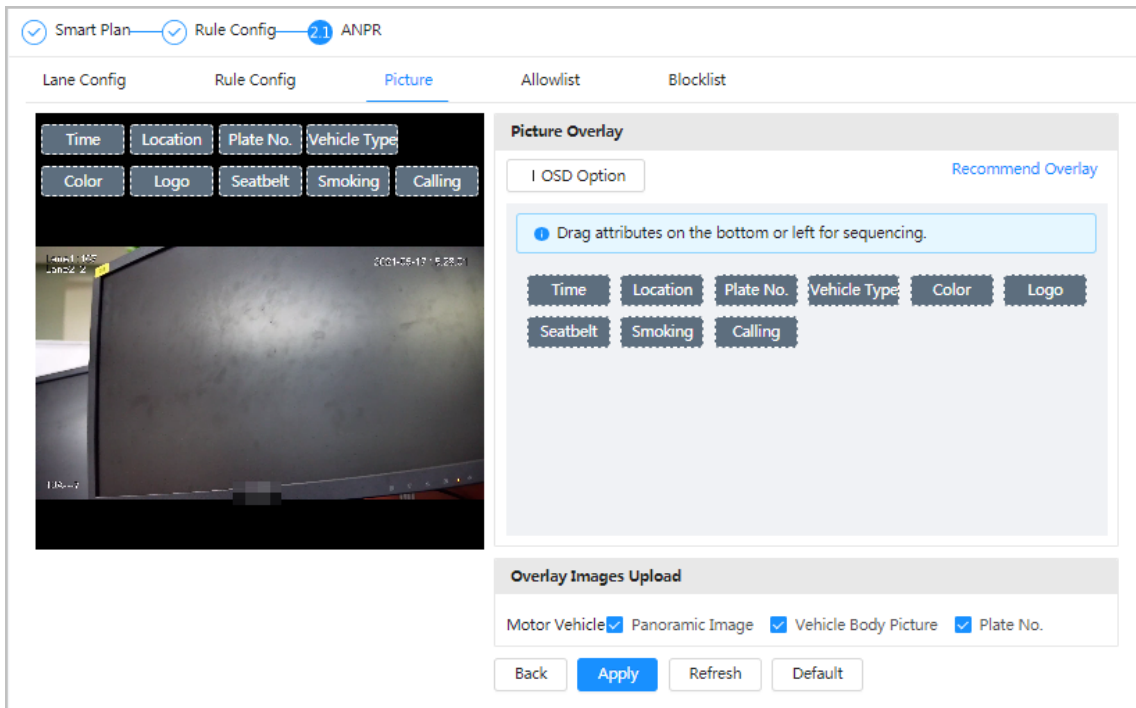 Smart Plan Rule Config 2.1 ANPR
Lane Config Rule Config Picture Allowlist Blocklist
Time Location Plate No. Vehicle Type
Color Logo Seatbelt Smoking Calling
Picture Overlay
OSD Option Recommend Overlay
Drag attributes on the bottom or left for sequencing.
Time Location Plate No. Vehicle Type Color Logo
Seatbelt Smoking Calling
Overlay Images Upload
Motor Vehicle Panoramic Image Vehicle Body Picture Plate No.
Back Apply Refresh Default